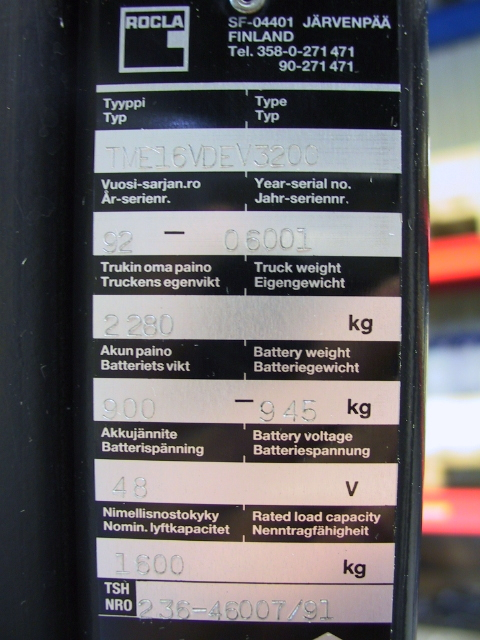 ROCLA
SF-04401 JÄRVENPÄÄ
FINLAND
Tel. 358-0-271 471
90-271 471
Tyyppi Type
Typ Typ
TME16VDEV3200
Vuosi-sarjan.ro Year-serial no.
År-serienr. Jahr-seriennr.
92 – 06001
Trukin oma paino Truck weight
Truckens egenvikt Eigengewicht
2280 kg
Akun paino Battery weight
Batteriets vikt Batteriegewicht
900 – 945 kg
Akkujännite Battery voltage
Batterispänning Batteriespannung
48 V
Nimellisnostokyky Rated load capacity
Nomin. lyftkapacitet Nenntragfähigheit
1600 kg
TSH
NRO 236-46007/91